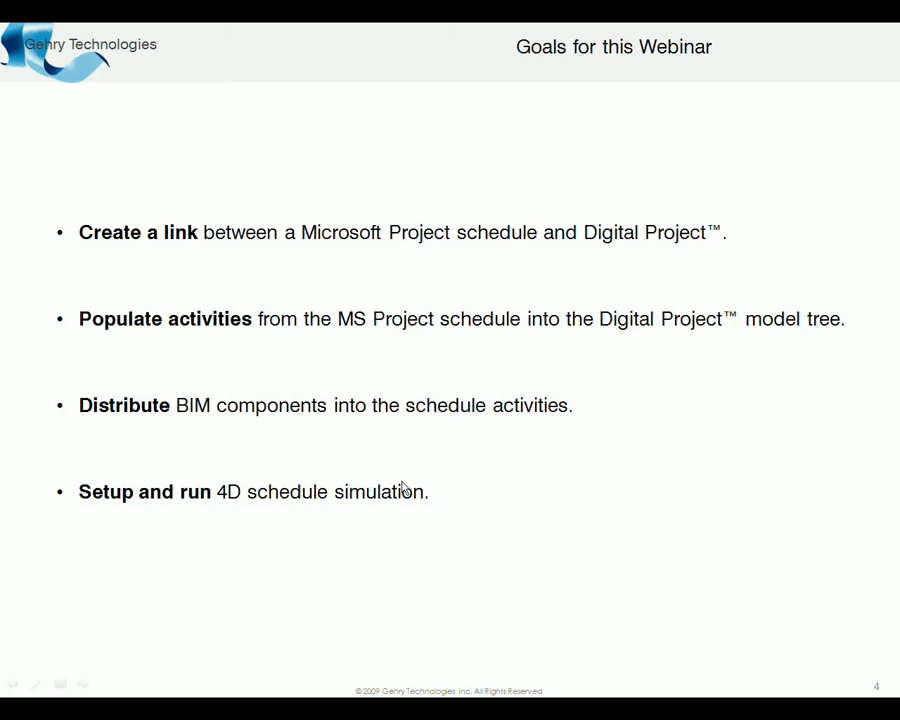 Gehry Technologies
Goals for this Webinar
• Create a link between a Microsoft Project schedule and Digital Project™.
• Populate activities from the MS Project schedule into the Digital Project™ model tree.
• Distribute BIM components into the schedule activities.
• Setup and run 4D schedule simulation.
© 2009 Gehry Technologies, Inc. All Rights Reserved
4